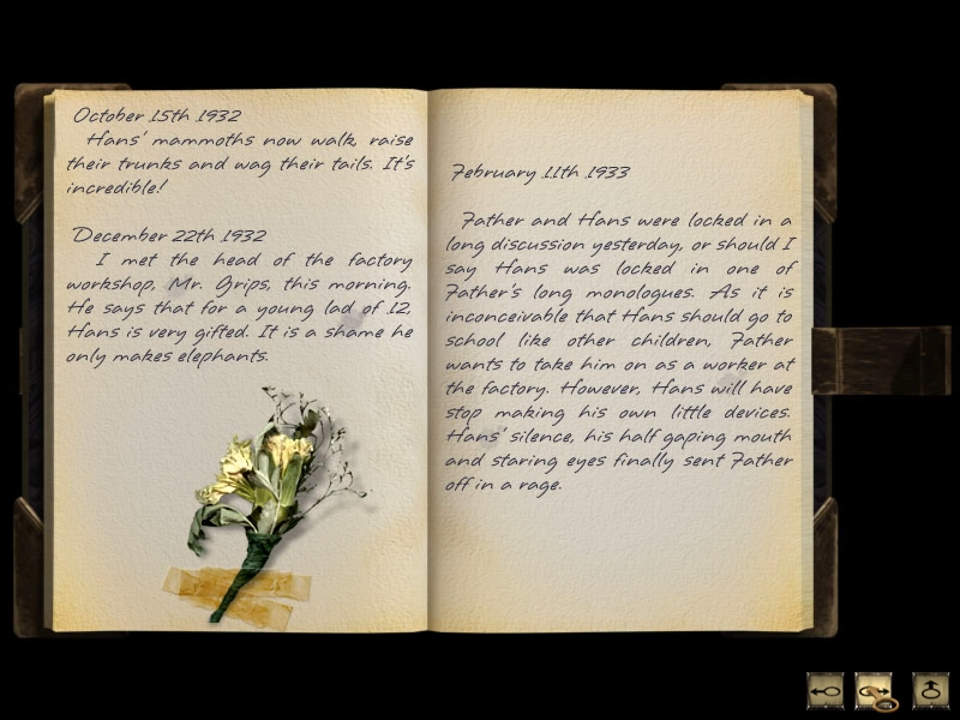 October 15th 1932
Hans' mammoths now walk, raise
their trunks and wag their tails. It's
incredible!
December 22th 1932
I met the head of the factory
workshop, Mr. Grips, this morning.
He says that for a young lad of 12,
Hans is very gifted. It is a shame he
only makes elephants.
February 11th 1933
Father and Hans were locked in a
long discussion yesterday, or should I
say Hans was locked in one of
Father's long monologues. As it is
inconceivable that Hans should go to
school like other children, Father
wants to take him on as a worker at
the factory. However, Hans will have
stop making his own little devices.
Hans' silence, his half gaping mouth
and staring eyes finally sent Father
off in a rage.